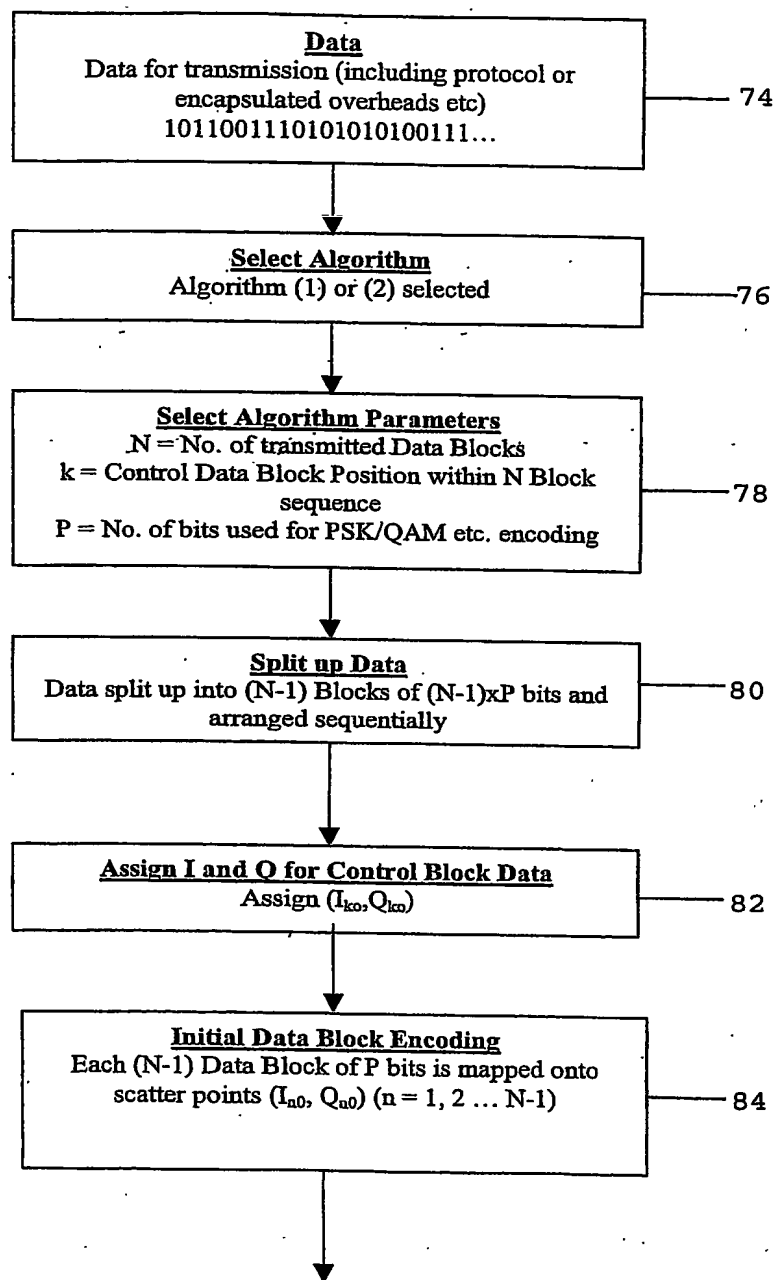 Data
Data for transmission (including protocol or
encapsulated overheads etc)
1011001110101010100111...
74
Select Algorithm
Algorithm (1) or (2) selected
76
Select Algorithm Parameters
N = No. of transmitted Data Blocks
k = Control Data Block Position within N Block
sequence
P = No. of bits used for PSK/QAM etc. encoding
78
Split up Data
Data split up into (N-1) Blocks of (N-1)xP bits and
arranged sequentially
80
Assign I and Q for Control Block Data
Assign (Iko,Qko)
82
Initial Data Block Encoding
Each (N-1) Data Block of P bits is mapped onto
scatter points (In0, Qn0) (n = 1, 2 ... N-1)
84